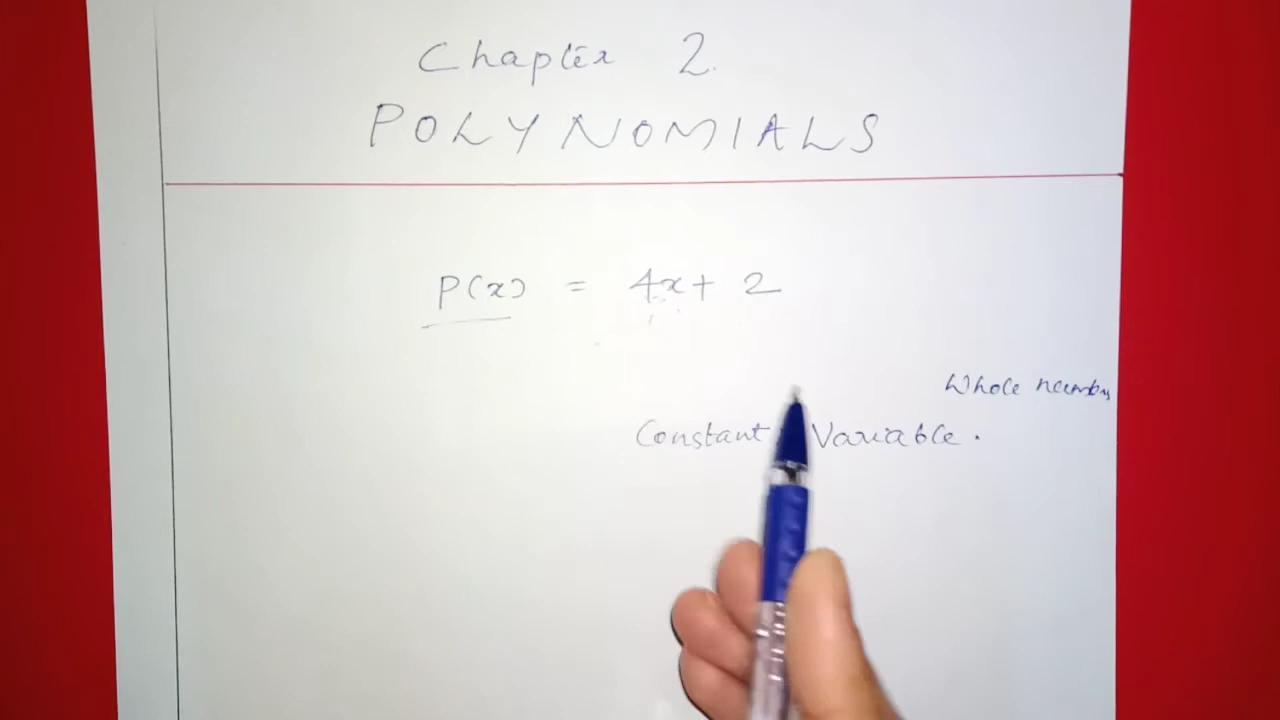 Chapter 2.
POLYNOMIALS
P(x) = 4x + 2
Whole numbers
Constant Variable.